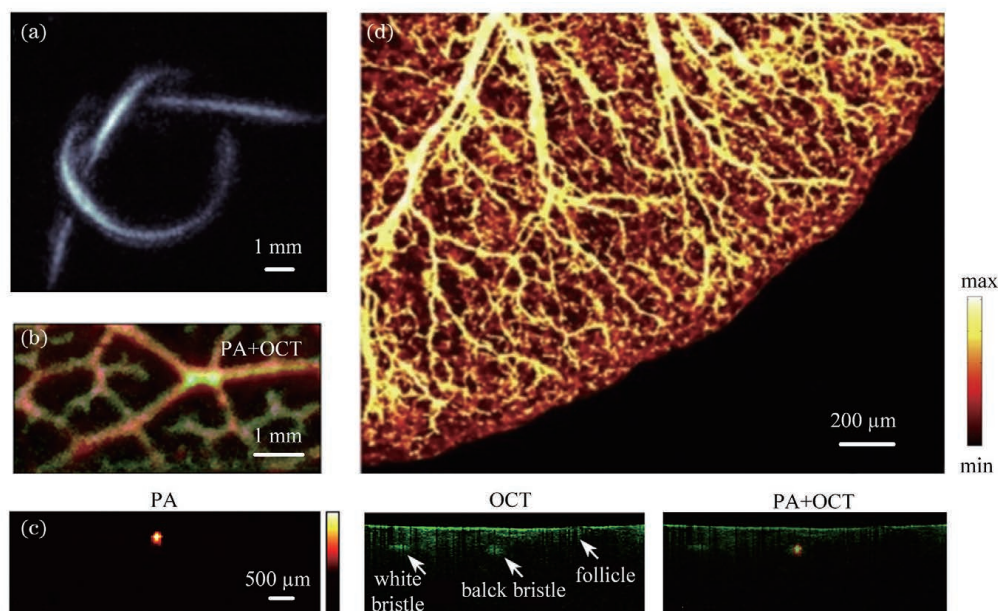 (a)
1 mm
(b)
PA+OCT
1 mm
(d)
200 μm
max
min
PA
OCT
PA+OCT
(c)
500 μm
white
bristle
balck bristle
follicle